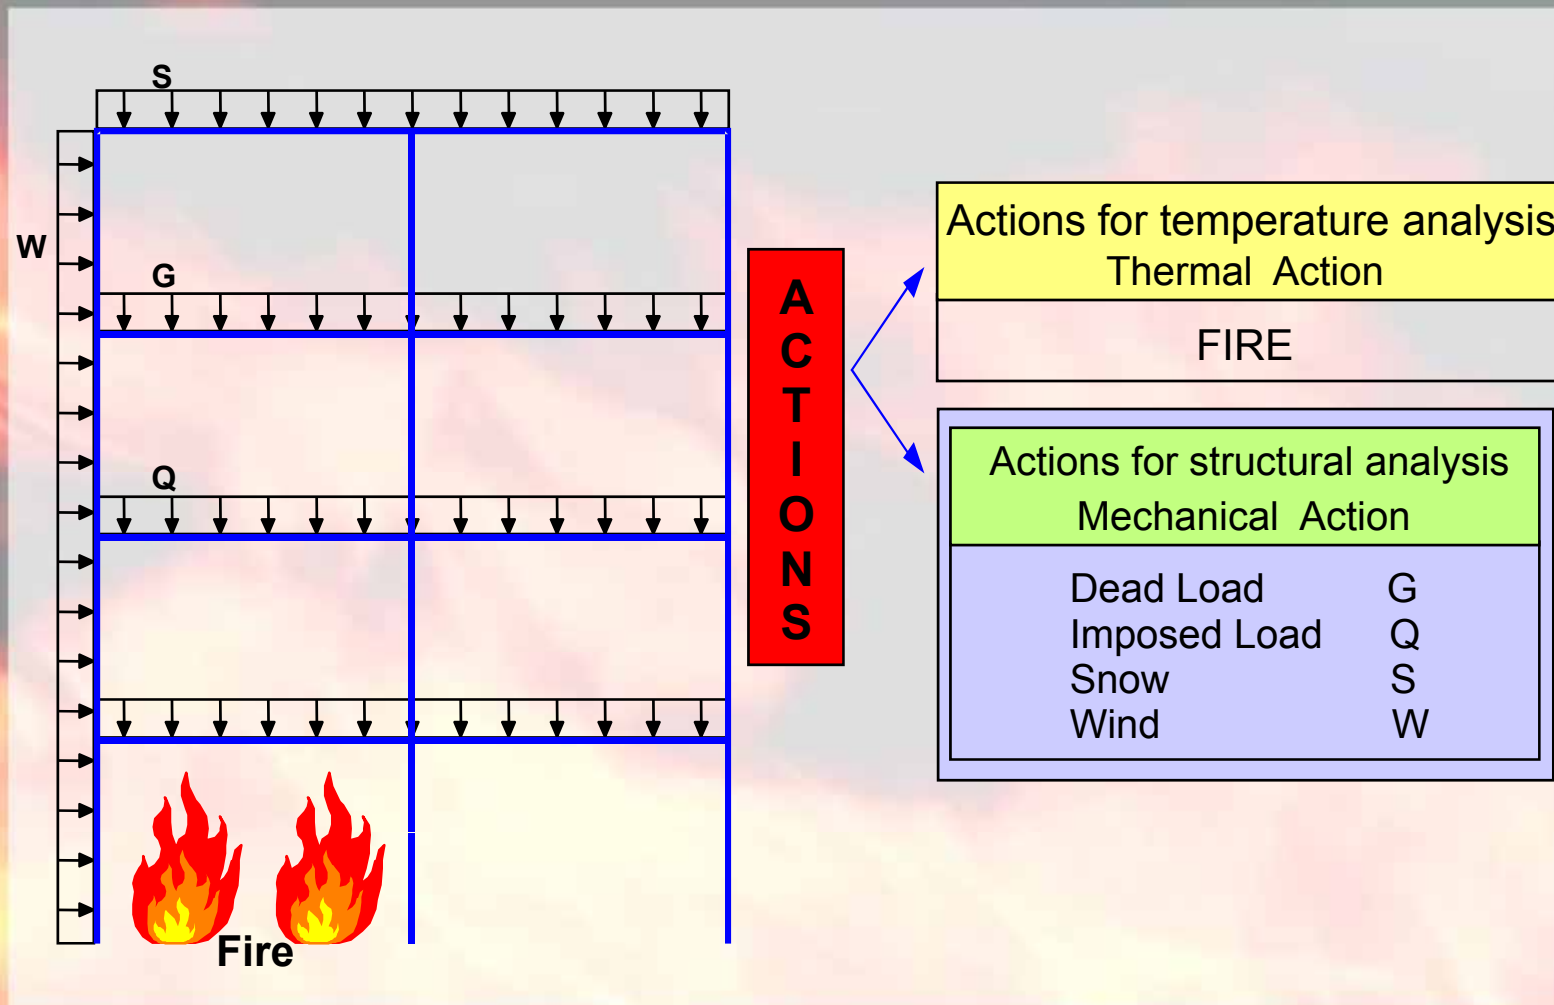 S
W
G
Q
Fire
A
C
T
I
O
N
S
Actions for temperature analysis
Thermal Action
FIRE
Actions for structural analysis
Mechanical Action
Dead Load G
Imposed Load Q
Snow S
Wind W